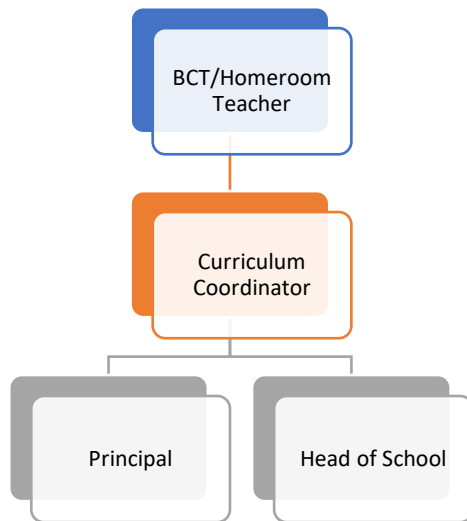 BCT/Homeroom
Teacher
Curriculum
Coordinator
Principal
Head of School